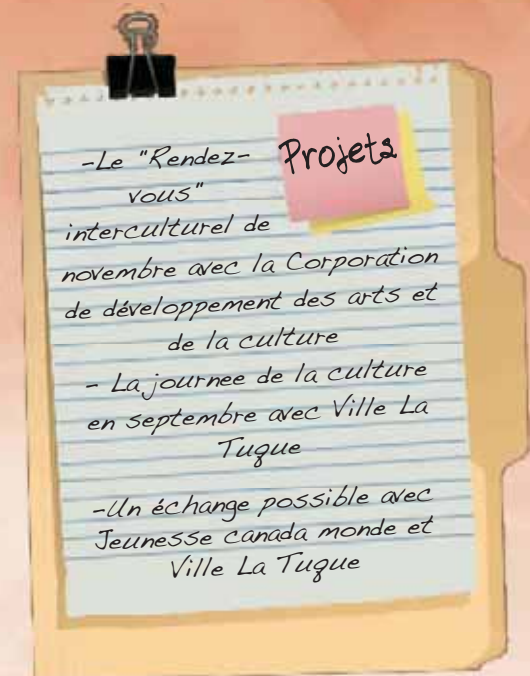 Projets
-Le "Rendez-
vous"
interculturel de
novembre avec la Corporation
de développement des arts et
de la culture
- La journee de la culture
en septembre avec Ville La
Tuque
-Un échange possible avec
Jeunesse canada monde et
Ville La Tuque